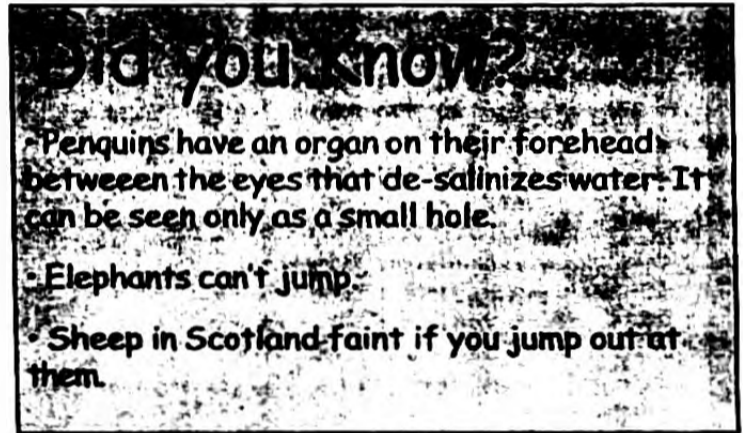 Did you know?
• Penquins have an organ on their forehead
betweeen the eyes that de-salinizes water. It
can be seen only as a small hole.
• Elephants can't jump.
• Sheep in Scotland faint if you jump out at
them.